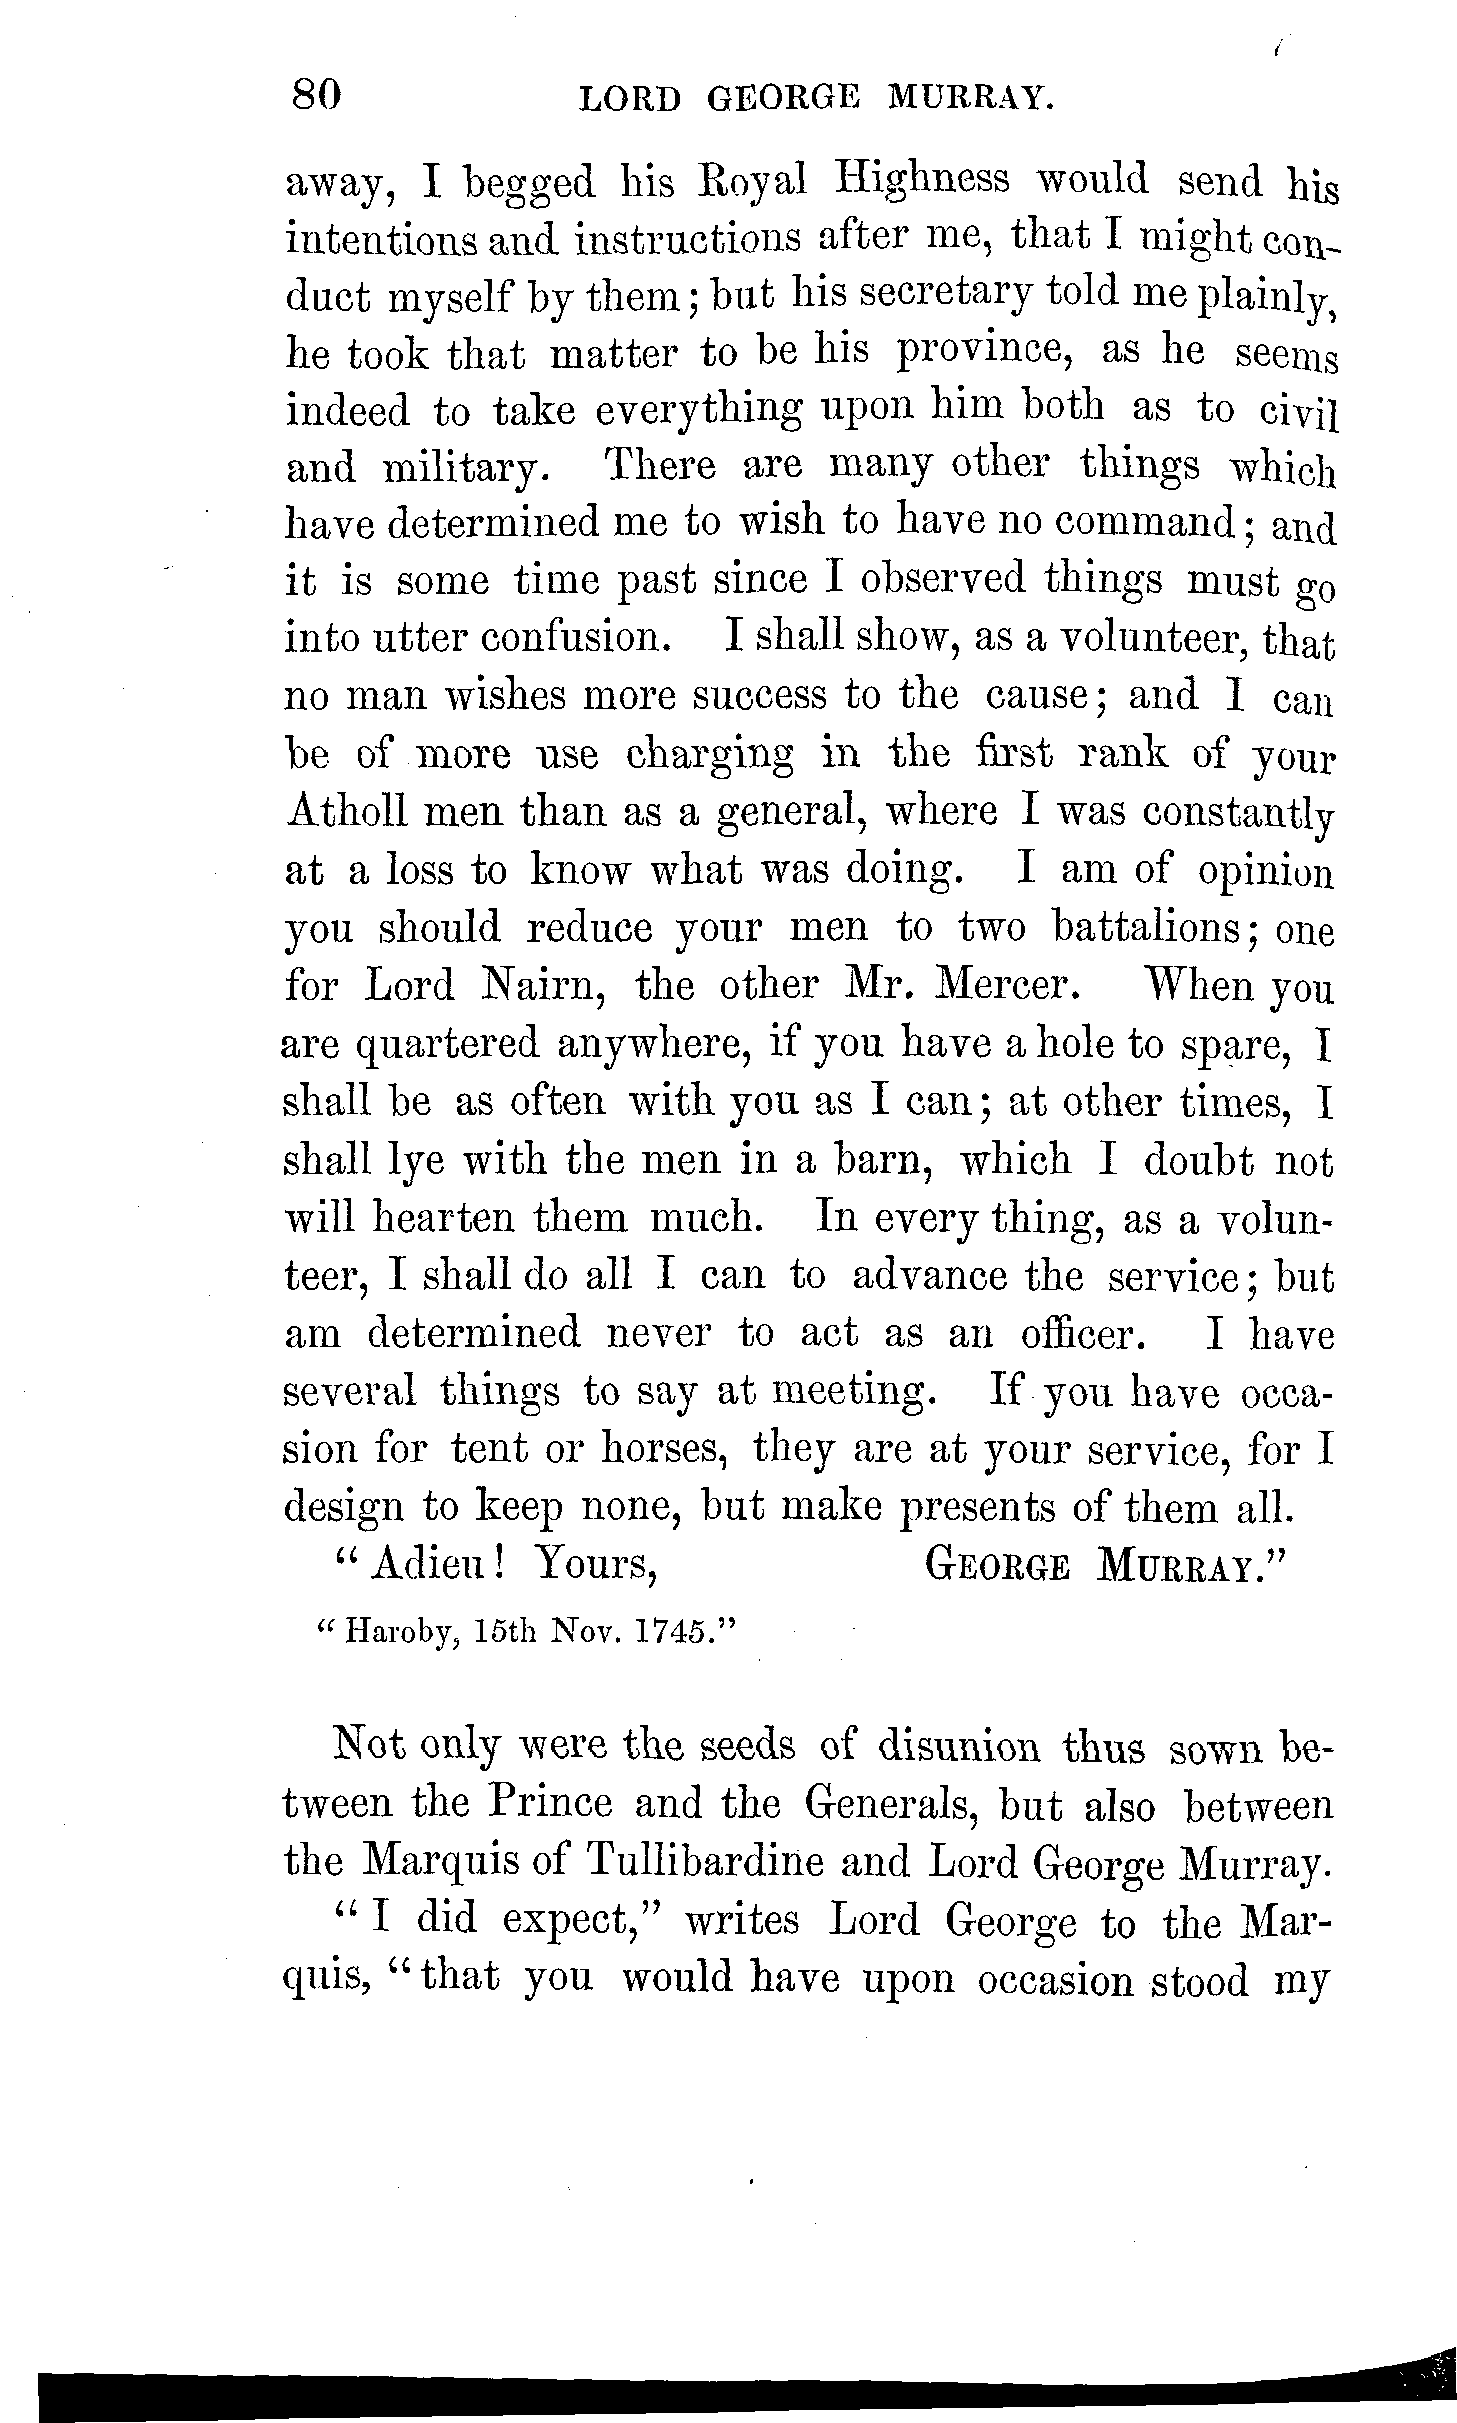 80 LORD GEORGE MURRAY.
away, I begged his Royal Highness would send his
intentions and instructions after me, that I might con-
duct myself by them; but his secretary told me plainly,
he took that matter to be his province, as he seems
indeed to take everything upon him both as to civil
and military. There are many other things which
have determined me to wish to have no command; and
it is some time past since I observed things must go
into utter confusion. I shall show, as a volunteer, that
no man wishes more success to the cause; and I can
be of more use charging in the first rank of your
Atholl men than as a general, where I was constantly
at a loss to know what was doing. I am of opinion
you should reduce your men to two battalions; one
for Lord Nairn, the other Mr. Mercer. When you
are quartered anywhere, if you have a hole to spare, I
shall be as often with you as I can; at other times, I
shall lye with the men in a barn, which I doubt not
will hearten them much. In every thing, as a volun-
teer, I shall do all I can to advance the service; but
am determined never to act as an officer. I have
several things to say at meeting. If you have occa-
sion for tent or horses, they are at your service, for I
design to keep none, but make presents of them all.
"Adieu! Yours, GEORGE MURRAY."
"Haroby, 15th Nov. 1745."
Not only were the seeds of disunion thus sown be-
tween the Prince and the Generals, but also between
the Marquis of Tullibardine and Lord George Murray.
"I did expect," writes Lord George to the Mar-
quis, "that you would have upon occasion stood my